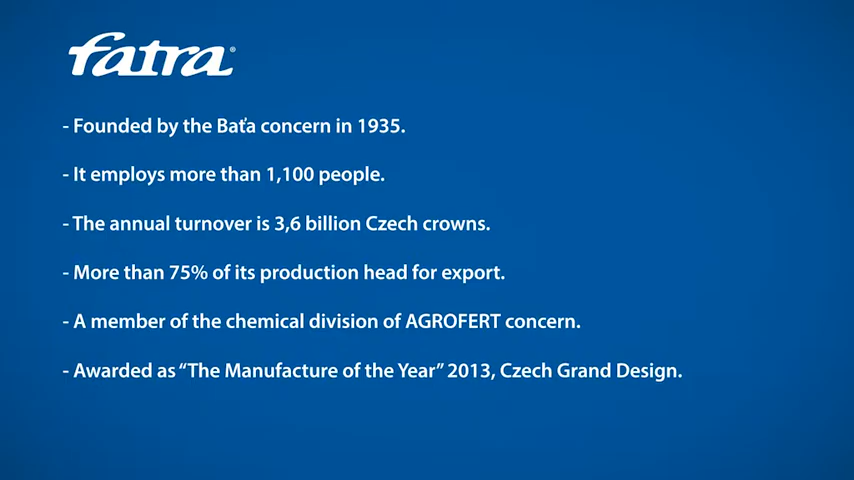 fatra®
- Founded by the Baťa concern in 1935.
- It employs more than 1,100 people.
- The annual turnover is 3,6 billion Czech crowns.
- More than 75% of its production head for export.
- A member of the chemical division of AGROFERT concern.
- Awarded as “The Manufacture of the Year” 2013, Czech Grand Design.